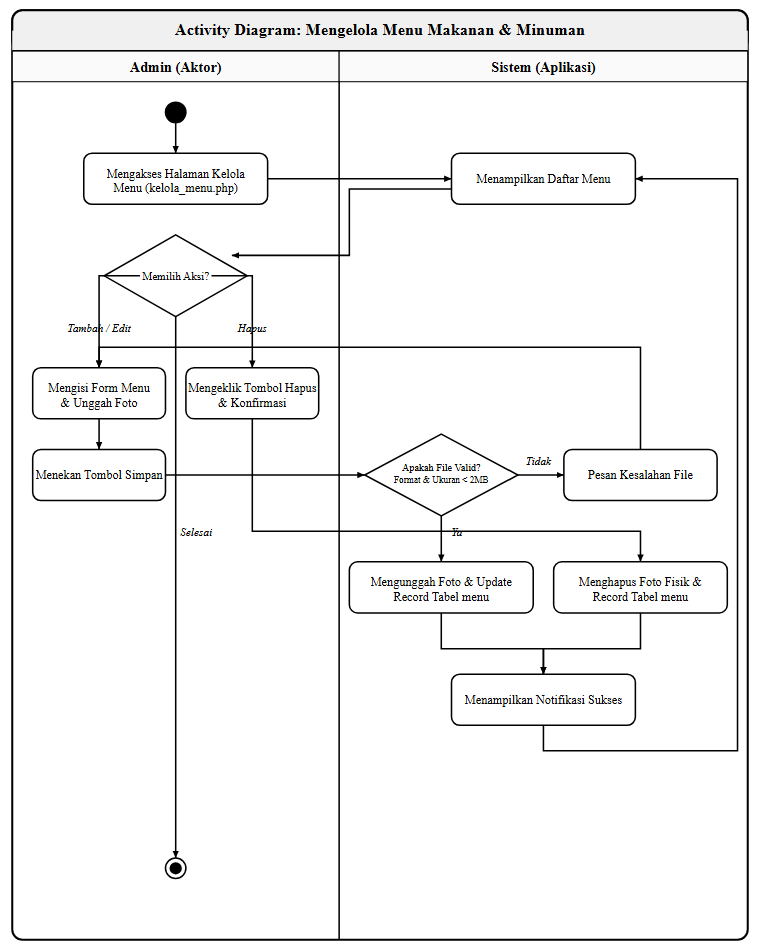 Activity Diagram: Mengelola Menu Makanan & Minuman
Admin (Aktor)
Sistem (Aplikasi)
Mengakses Halaman Kelola
Menu (kelola_menu.php)
Menampilkan Daftar Menu
Memilih Aksi?
Tambah / Edit
Hapus
Mengisi Form Menu
& Unggah Foto
Mengeklik Tombol Hapus
& Konfirmasi
Menekan Tombol Simpan
Apakah File Valid?
Format & Ukuran < 2MB
Tidak
Pesan Kesalahan File
Selesai
Ya
Mengunggah Foto & Update
Record Tabel menu
Menghapus Foto Fisik &
Record Tabel menu
Menampilkan Notifikasi Sukses